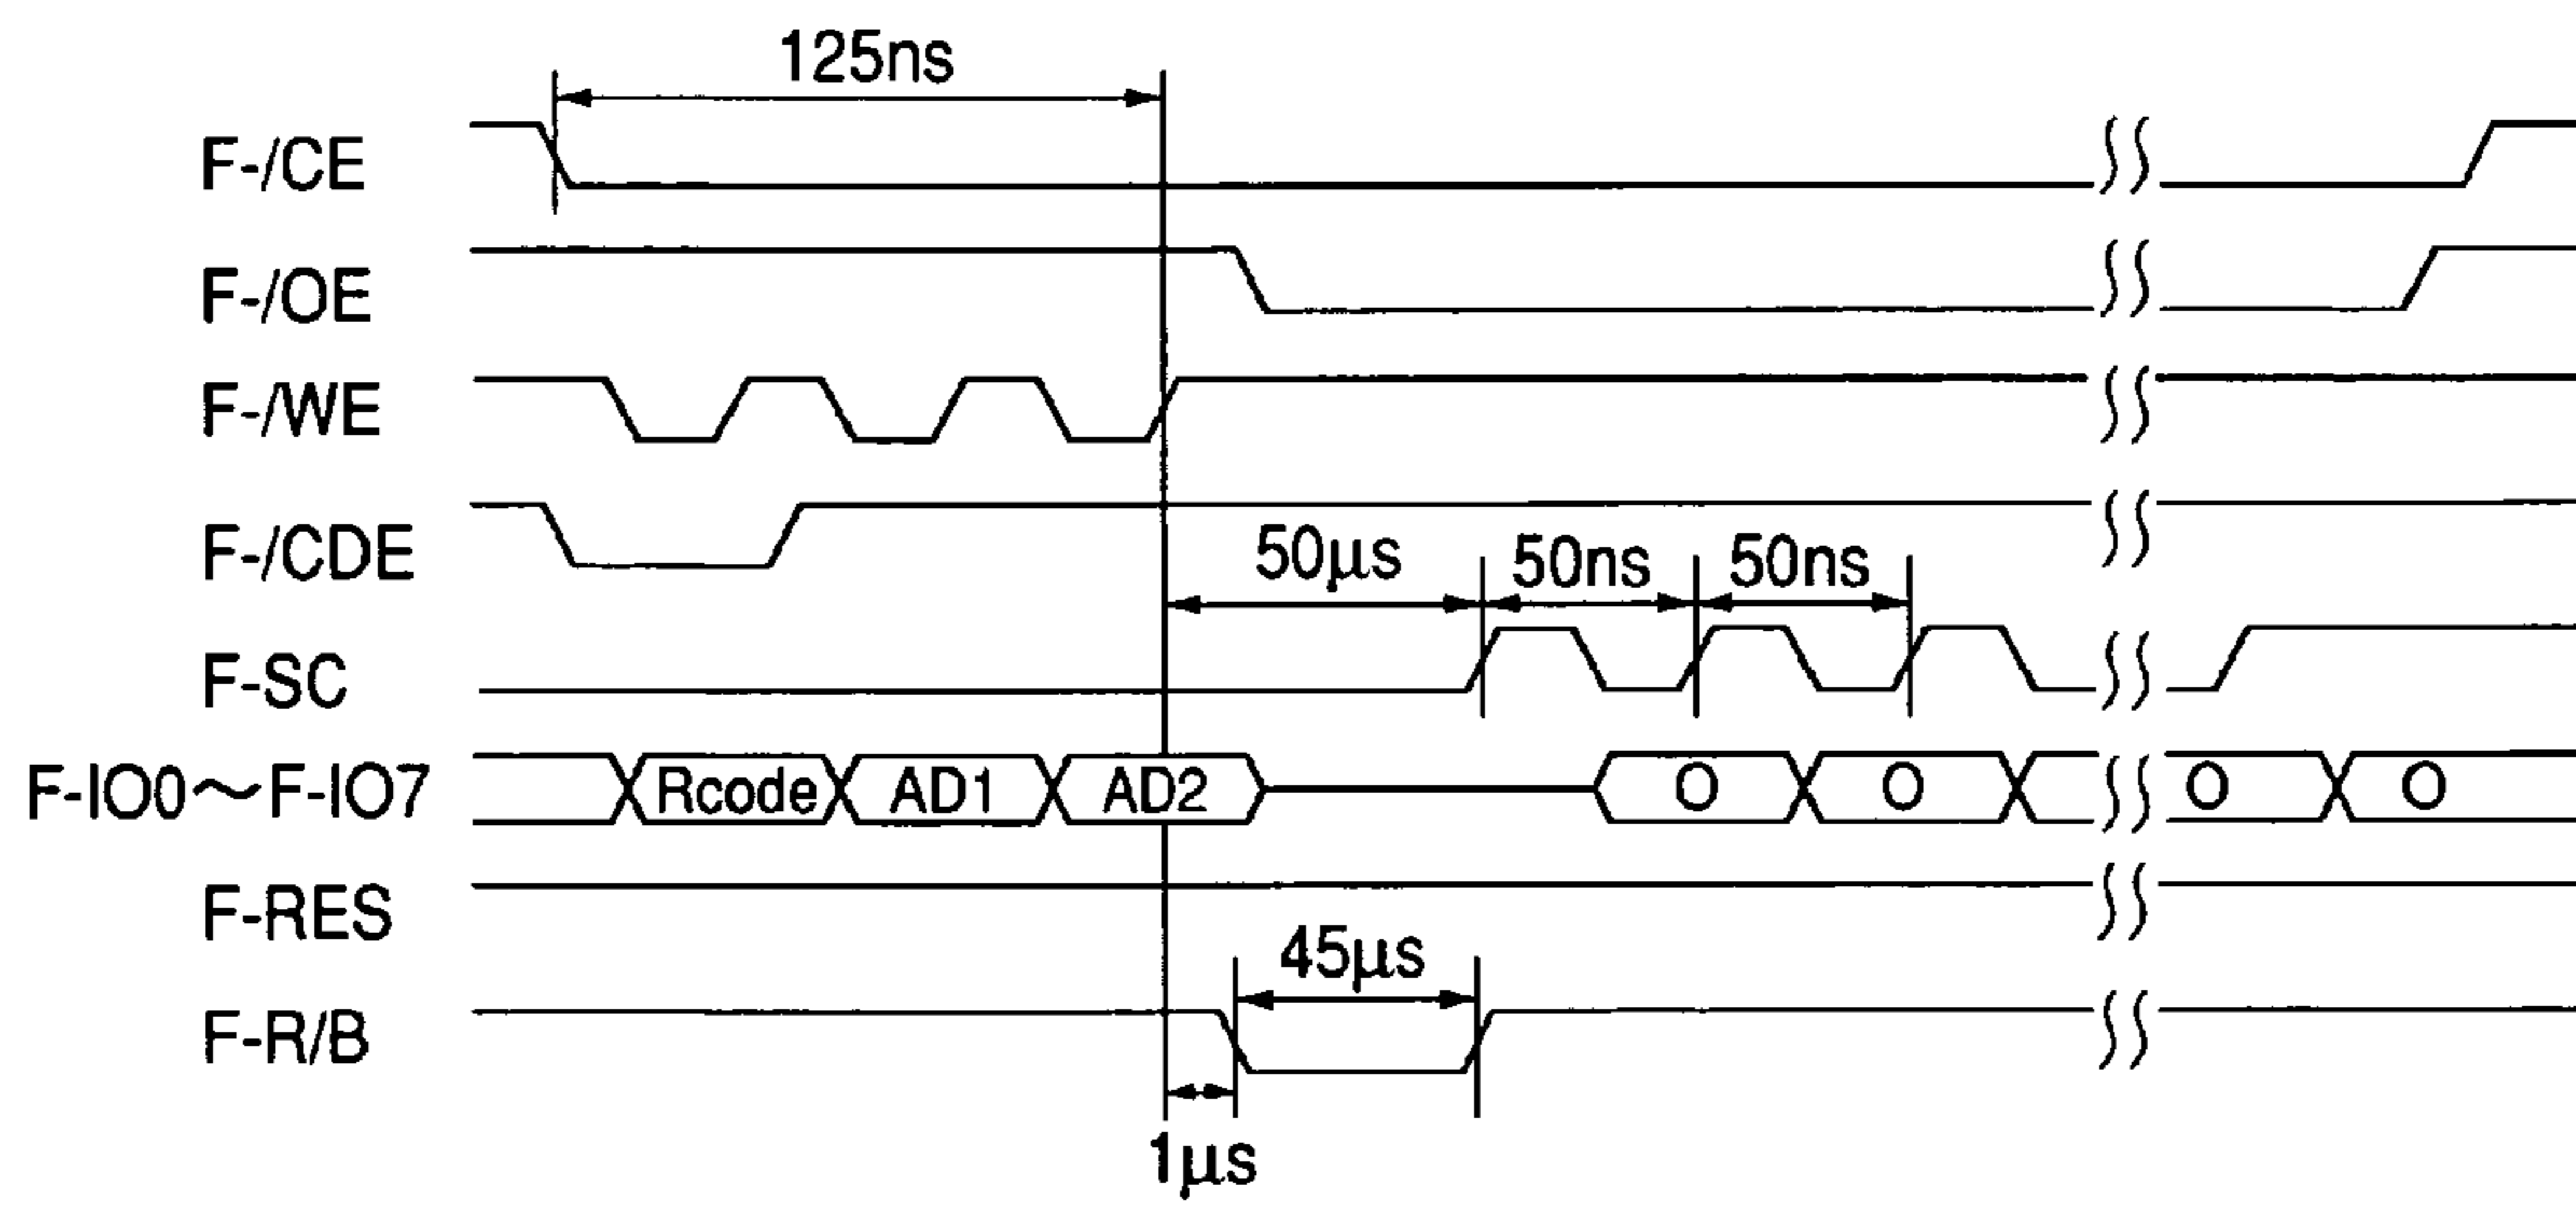 125ns
F-/CE
F-/OE
F-/WE
F-/CDE
50μs 50ns 50ns
F-SC
F-IO0～F-IO7 Rcode AD1 AD2 O O O O
F-RES
45μs
F-R/B
1μs